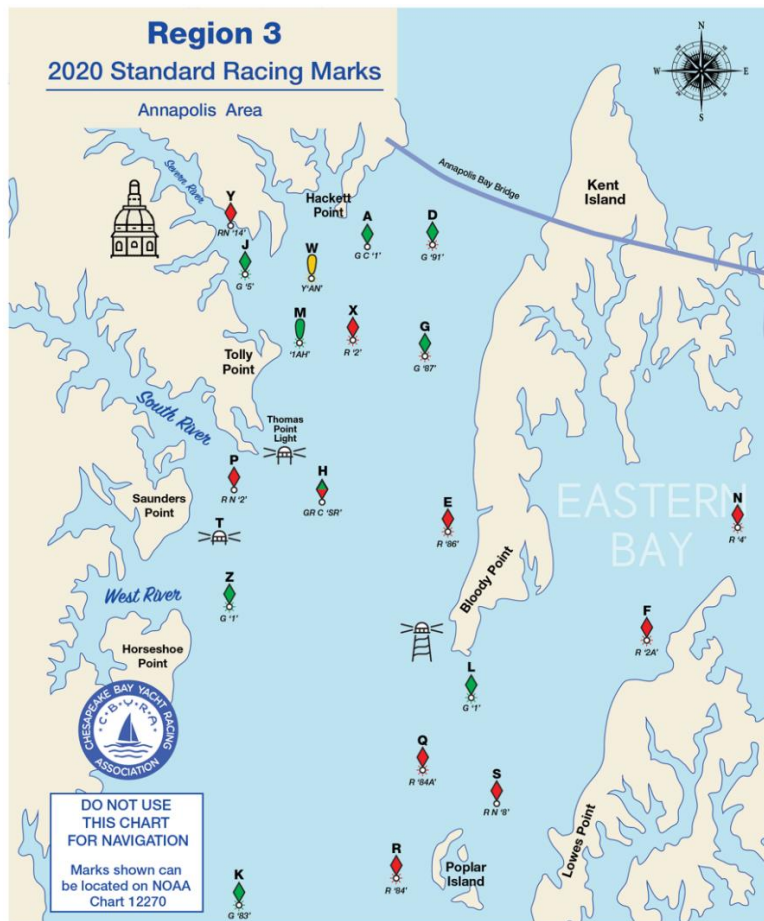 Region 3
2020 Standard Racing Marks
Annapolis Area
N
W
E
S
Annapolis Bay Bridge
Kent
Island
Severn River
Y
RN '14'
Hackett
Point
A
G C '1'
D
G '91'
J
G '5'
W
Y'AN'
M
'1AH'
X
R '2'
G
G '87'
Tolly
Point
South River
Thomas
Point
Light
P
R N '2'
H
GR C 'SR'
Saunders
Point
T
E
R '86'
EASTERN
BAY
N
R '4'
Bloody Point
Z
G '1'
West River
Horseshoe
Point
F
R '2A'
L
G '1'
CHESAPEAKE BAY YACHT RACING
ASSOCIATION
C·B·Y·R·A
Q
R '84A'
S
R N '8'
DO NOT USE
THIS CHART
FOR NAVIGATION
Marks shown can
be located on NOAA
Chart 12270
K
G '83'
R
R '84'
Poplar
Island
Lowes Point